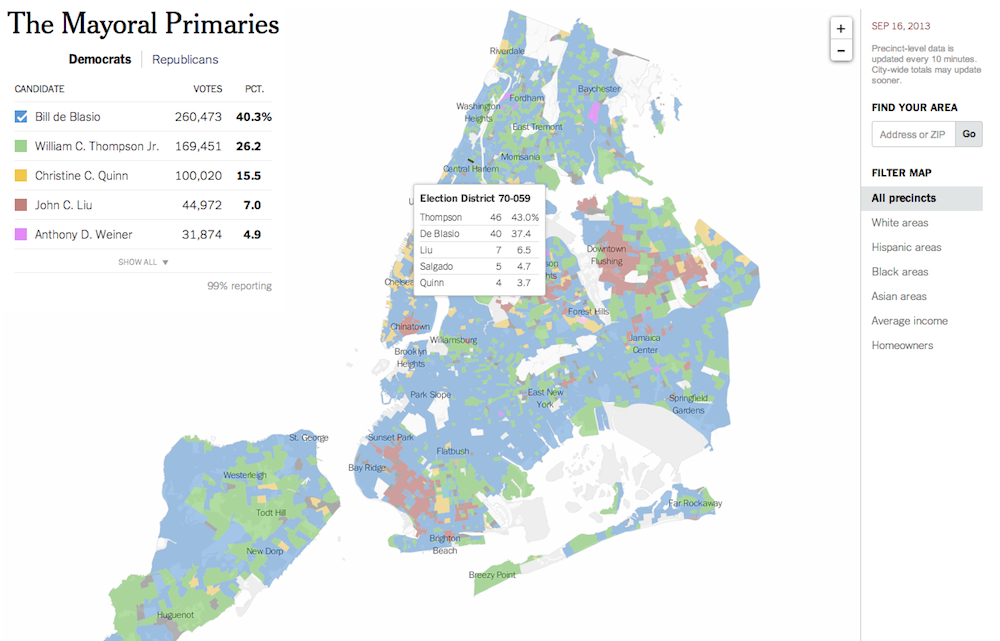 The Mayoral Primaries
Democrats Republicans
CANDIDATE VOTES PCT.
Bill de Blasio 260,473 40.3%
William C. Thompson Jr. 169,451 26.2
Christine C. Quinn 100,020 15.5
John C. Liu 44,972 7.0
Anthony D. Weiner 31,874 4.9
SHOW ALL ▼
99% reporting
+
–
SEP 16, 2013
Precinct-level data is
updated every 10 minutes.
City-wide totals may update
sooner.
FIND YOUR AREA
Address or ZIP Go
FILTER MAP
All precincts
White areas
Hispanic areas
Black areas
Asian areas
Average income
Homeowners
Riverdale
Baychester
Fordham
Washington
Heights
East Tremont
Morrisania
Central Harlem
Election District 70-059
Thompson 46 43.0%
De Blasio 40 37.4
Liu 7 6.5
Salgado 5 4.7
Quinn 4 3.7
Downtown
Flushing
Forest Hills
Chinatown
Williamsburg
Jamaica
Center
Brooklyn
Heights
Park Slope
East New
York
Springfield
Gardens
St. George
Sunset Park
Flatbush
Bay Ridge
Westerleigh
Far Rockaway
Todt Hill
Brighton
Beach
New Dorp
Breezy Point
Huguenot